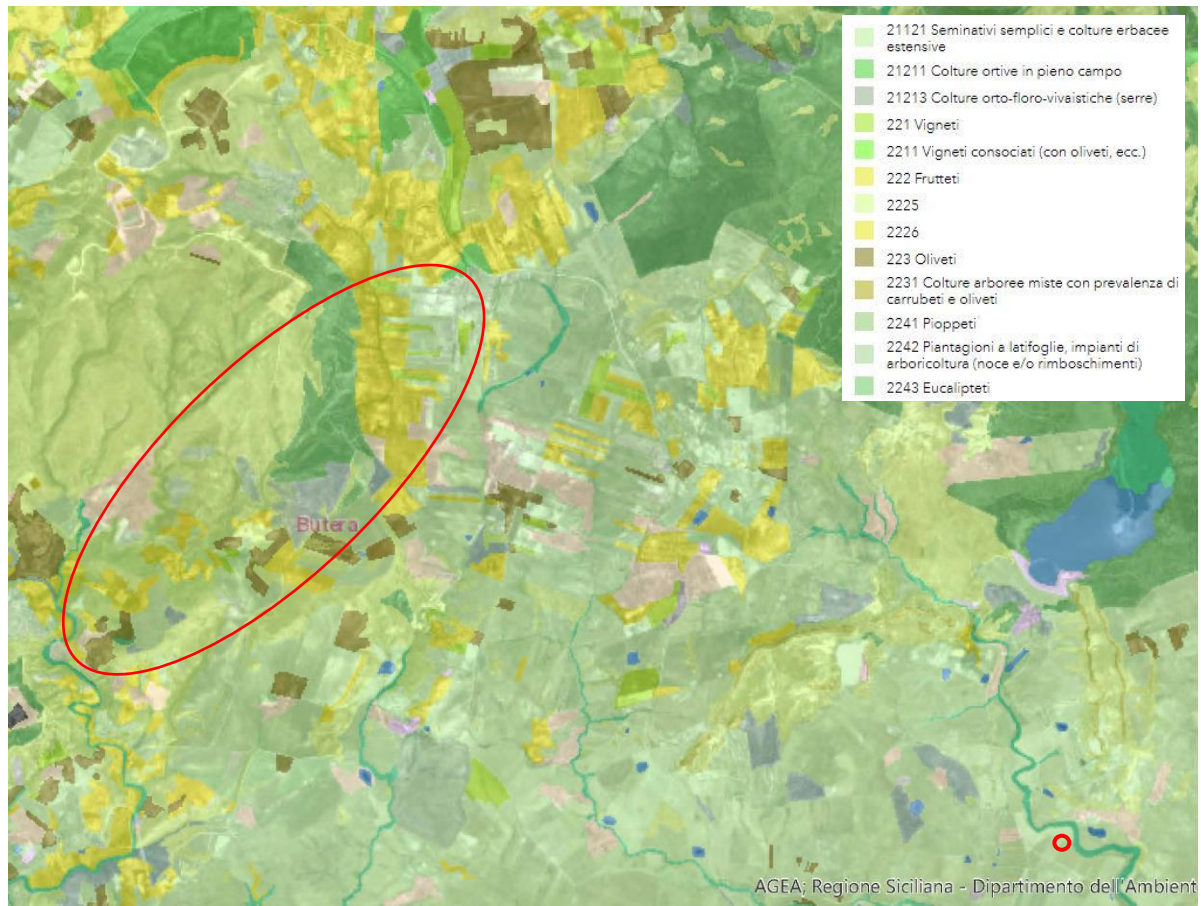 21121 Seminativi semplici e colture erbacee
estensive
21211 Colture ortive in pieno campo
21213 Colture orto-floro-vivaistiche (serre)
221 Vigneti
2211 Vigneti consociati (con oliveti, ecc.)
222 Frutteti
2225
2226
223 Oliveti
2231 Colture arboree miste con prevalenza di
carrubeti e oliveti
2241 Pioppeti
2242 Piantagioni a latifoglie, impianti di
arboricoltura (noce e/o rimboschimenti)
2243 Eucalipteti
Butera
AGEA; Regione Siciliana - Dipartimento dell'Ambient